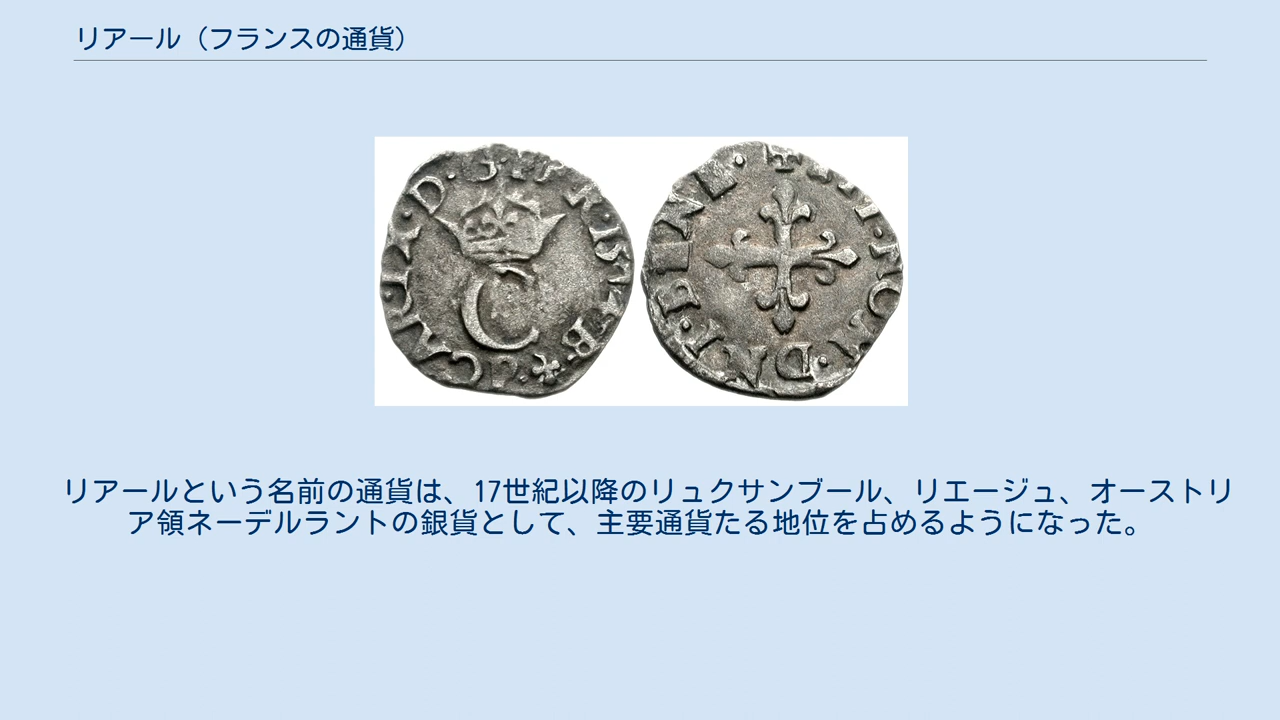 リアール（フランスの通貨）
リアールという名前の通貨は、17世紀以降のリュクサンブール、リエージュ、オーストリ
ア領ネーデルラントの銀貨として、主要通貨たる地位を占めるようになった。